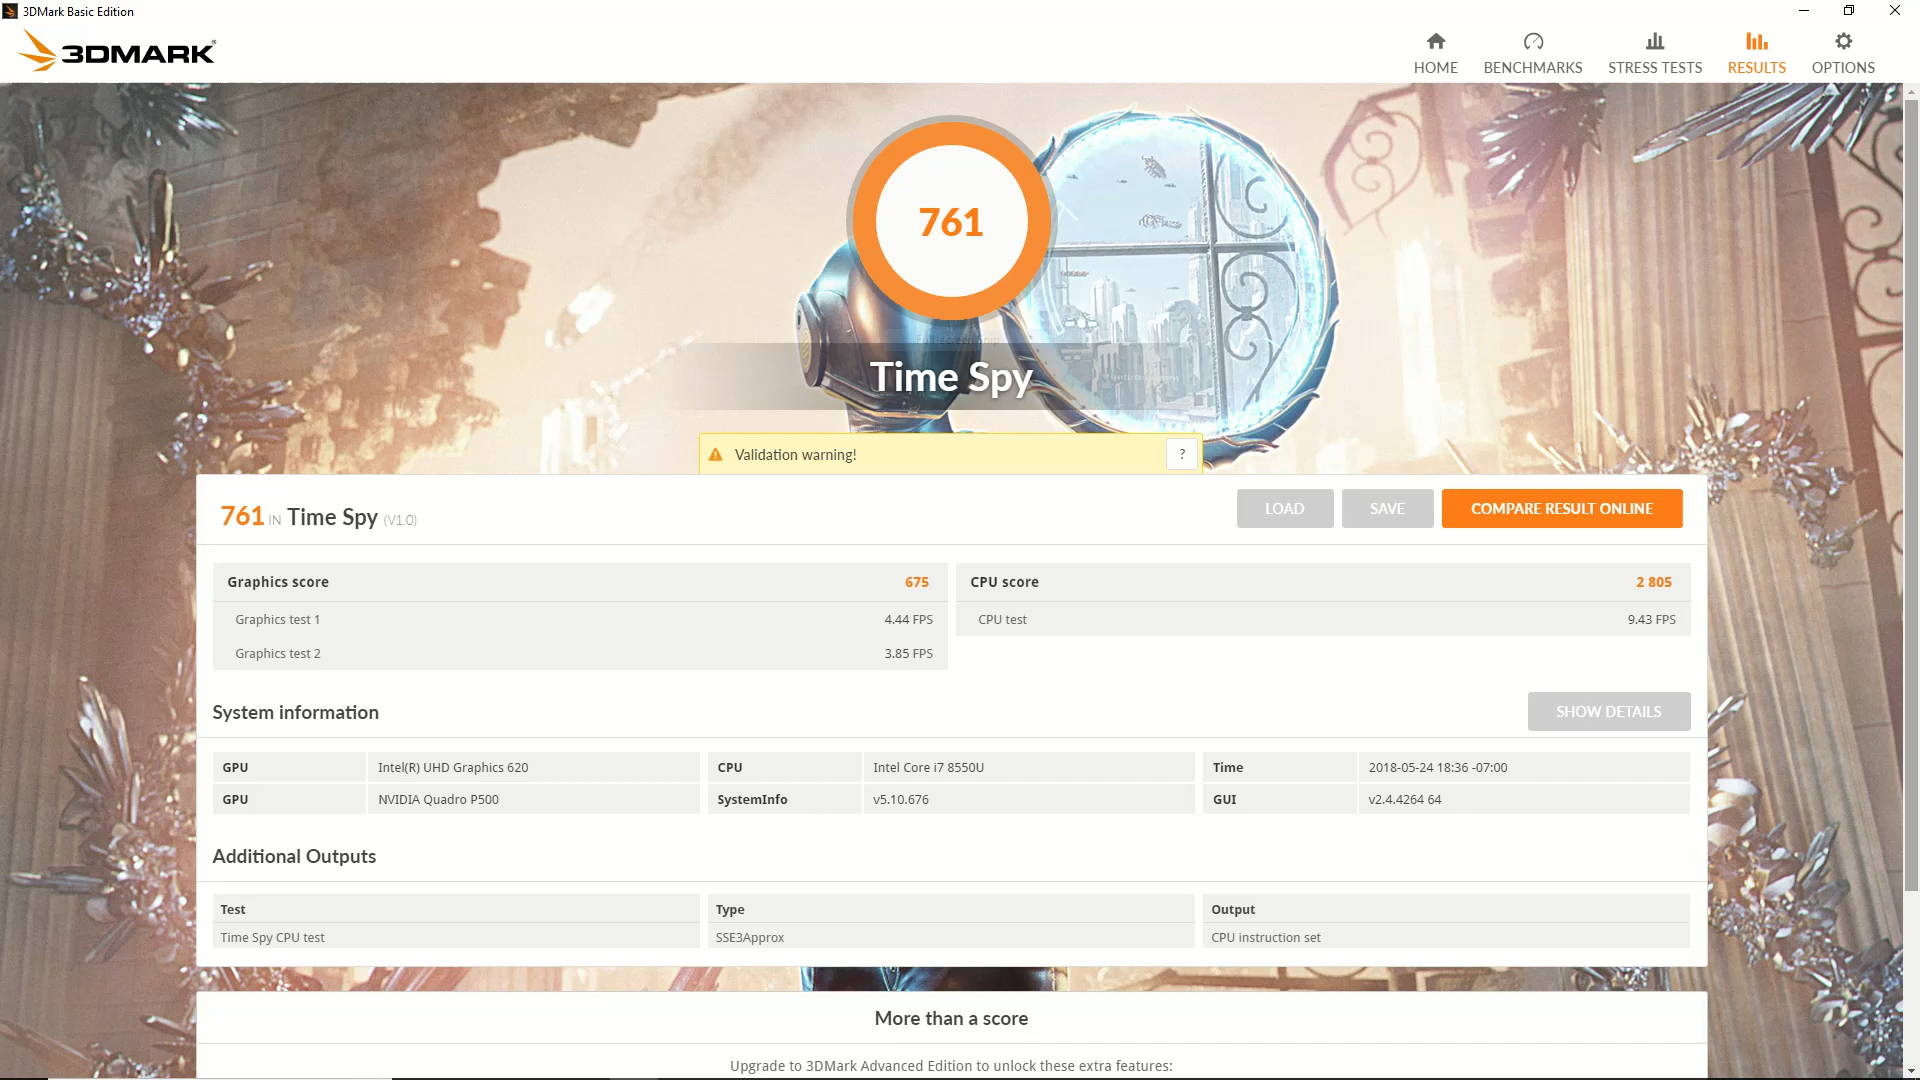 3DMark Basic Edition
3DMARK®
HOME
BENCHMARKS
STRESS TESTS
RESULTS
OPTIONS
761
Time Spy
Validation warning!
?
761 IN Time Spy (V1.0)
LOAD
SAVE
COMPARE RESULT ONLINE
Graphics score 675
Graphics test 1 4.44 FPS
Graphics test 2 3.85 FPS
CPU score 2 805
CPU test 9.43 FPS
System information
SHOW DETAILS
GPU Intel(R) UHD Graphics 620 CPU Intel Core i7 8550U Time 2018-05-24 18:36 -07:00
GPU NVIDIA Quadro P500 SystemInfo v5.10.676 GUI v2.4.4264 64
Additional Outputs
Test Type Output
Time Spy CPU test SSE3Approx CPU instruction set
More than a score
Upgrade to 3DMark Advanced Edition to unlock these extra features: